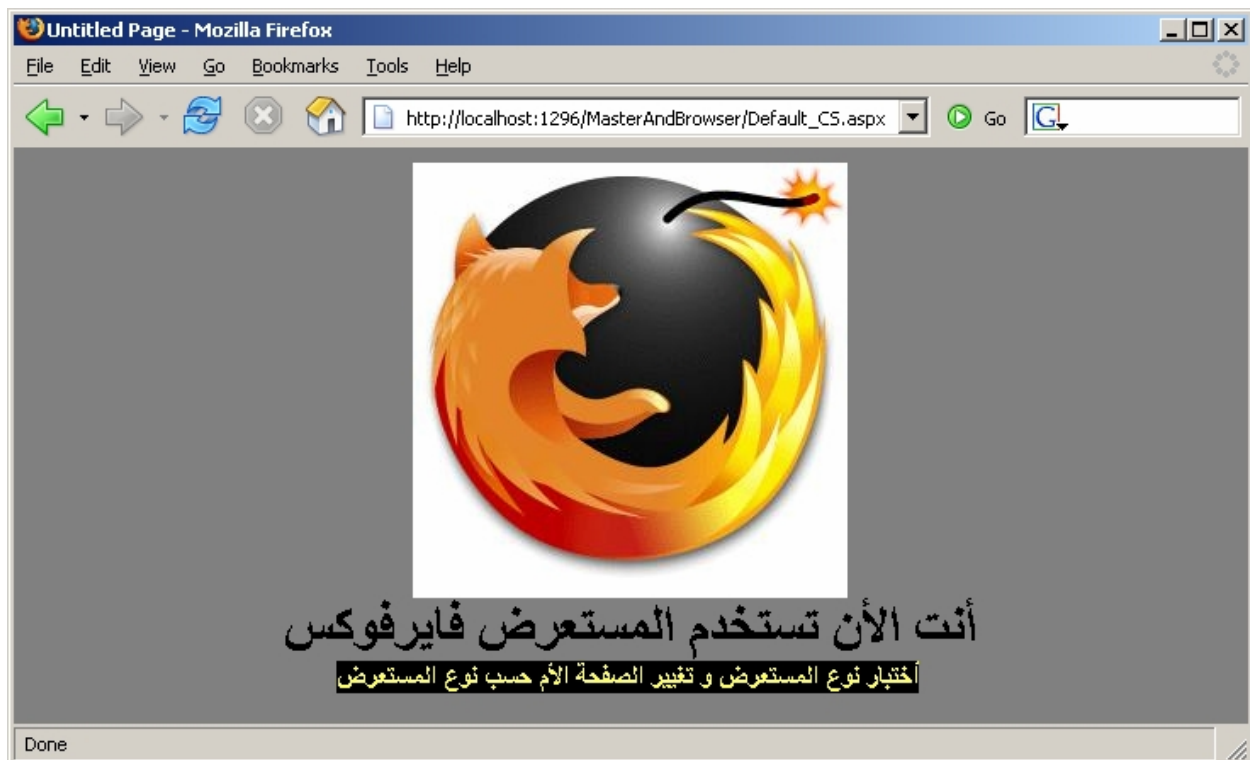 Untitled Page - Mozilla Firefox
File Edit View Go Bookmarks Tools Help
http://localhost:1296/MasterAndBrowser/Default_CS.aspx Go G
أنت الأن تستخدم المستعرض فايرفوكس
أختبار نوع المستعرض و تغيير الصفحة الأم حسب نوع المستعرض
Done